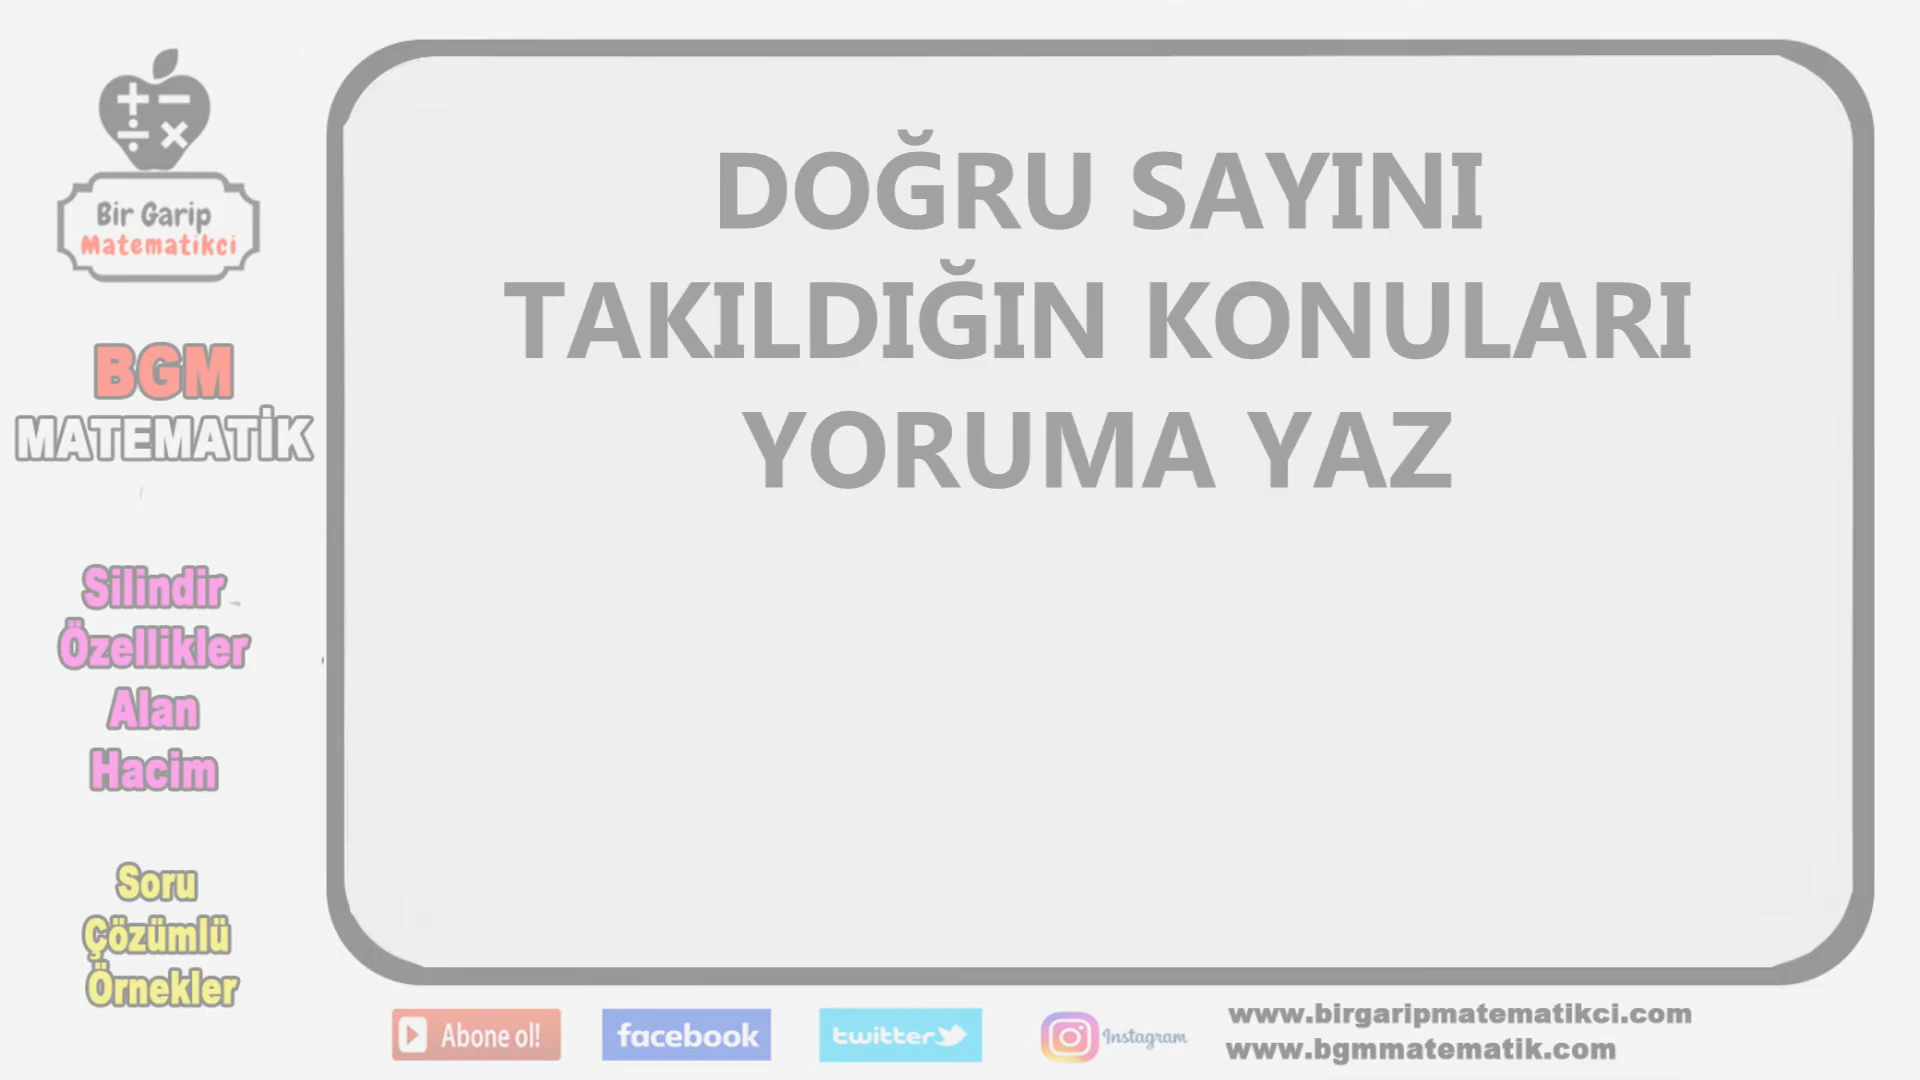 Bir Garip
Matematikci
BGM
MATEMATİK
Silindir
Özellikler
Alan
Hacim
Soru
Çözümlü
Örnekler
DOĞRU SAYINI
TAKILDIĞIN KONULARI
YORUMA YAZ
Abone ol!
facebook
twitter
Instagram
www.birgaripmatematikci.com
www.bgmmatematik.com